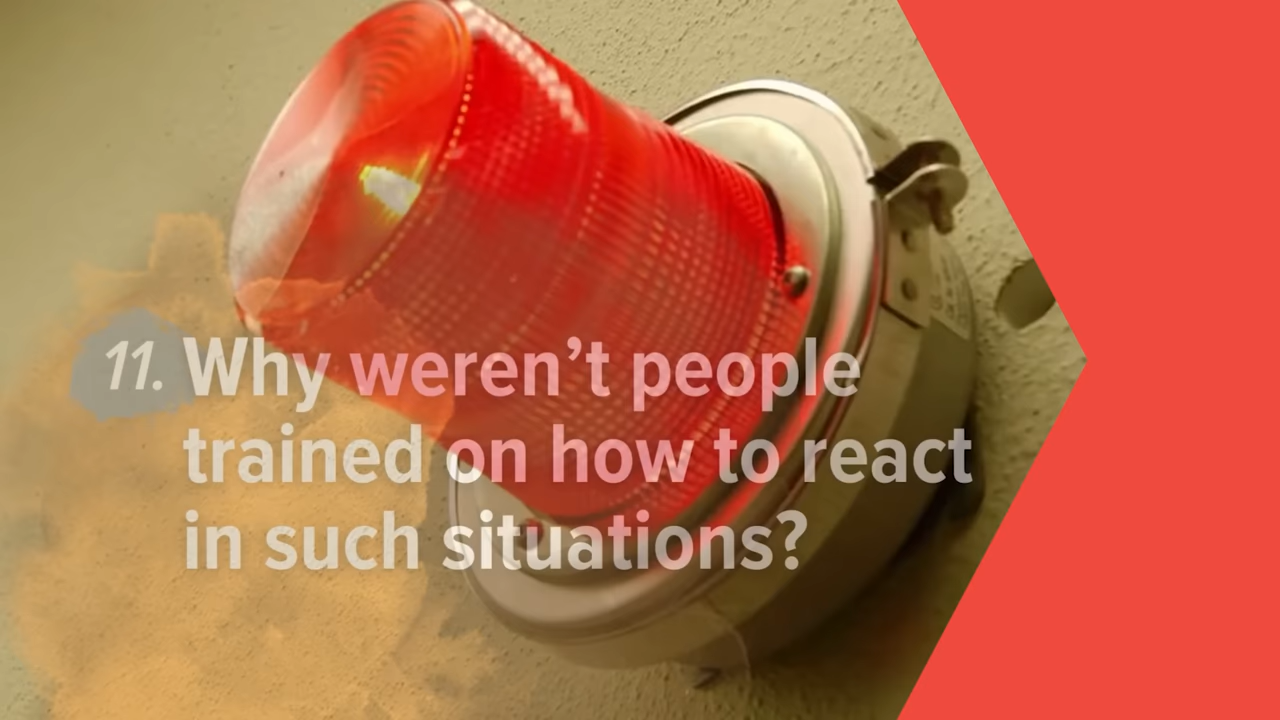 11. Why weren’t people
trained on how to react
in such situations?